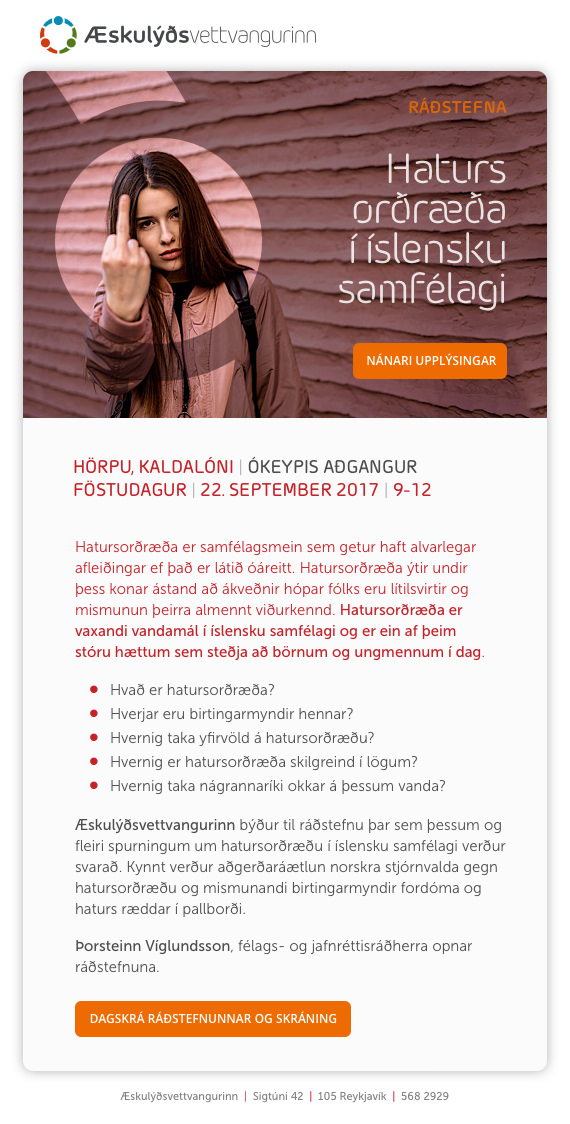 Æskulýðsvettvangurinn
RÁÐSTEFNA
Haturs
orðræða
í íslensku
samfélagi
NÁNARI UPPLÝSINGAR
HÖRPU, KALDALÓNI | ÓKEYPIS AÐGANGUR
FÖSTUDAGUR | 22. SEPTEMBER 2017 | 9-12
Hatursorðræða er samfélagsmein sem getur haft alvarlegar
afleiðingar ef það er látið óáreitt. Hatursorðræða ýtir undir
þess konar ástand að ákveðnir hópar fólks eru lítilsvirtir og
mismunun þeirra almennt viðurkennd. Hatursorðræða er
vaxandi vandamál í íslensku samfélagi og er ein af þeim
stóru hættum sem steðja að börnum og ungmennum í dag.
• Hvað er hatursorðræða?
• Hverjar eru birtingarmyndir hennar?
• Hvernig taka yfirvöld á hatursorðræðu?
• Hvernig er hatursorðræða skilgreind í lögum?
• Hvernig taka nágrannaríki okkar á þessum vanda?
Æskulýðsvettvangurinn býður til ráðstefnu þar sem þessum og
fleiri spurningum um hatursorðræðu í íslensku samfélagi verður
svarað. Kynnt verður aðgerðaráætlun norskra stjórnvalda gegn
hatursorðræðu og mismunandi birtingarmyndir fordóma og
haturs ræddar í pallborði.
Þorsteinn Víglundsson, félags- og jafnréttisráðherra opnar
ráðstefnuna.
DAGSKRÁ RÁÐSTEFNUNNAR OG SKRÁNING
Æskulýðsvettvangurinn | Sigtúni 42 | 105 Reykjavík | 568 2929